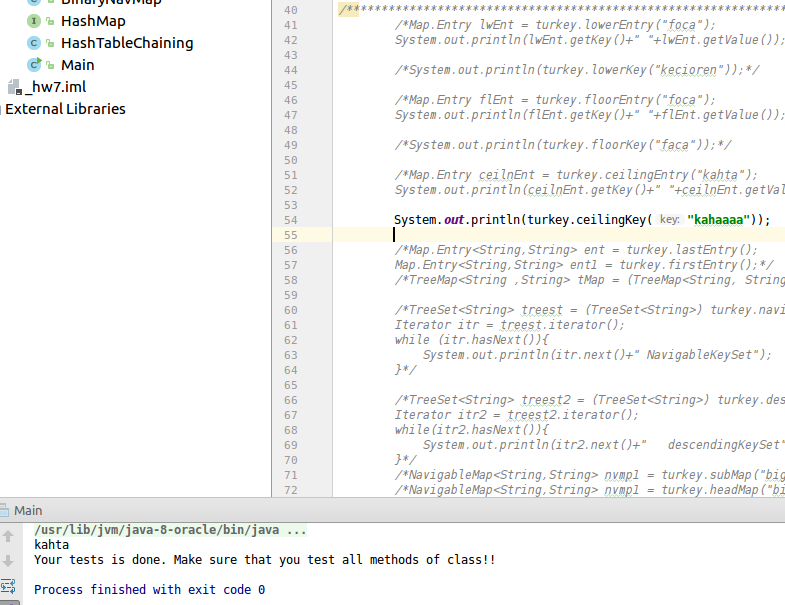 BinaryNavMap
HashMap
HashTableChaining
Main
_hw7.iml
External Libraries
40 /**************************************************************
41 /*Map.Entry lwEnt = turkey.lowerEntry("foca");
42 System.out.println(lwEnt.getKey()+" "+lwEnt.getValue());
43
44 /*System.out.println(turkey.lowerKey("kecioren"));*/
45
46 /*Map.Entry flEnt = turkey.floorEntry("foca");
47 System.out.println(flEnt.getKey()+" "+flEnt.getValue());
48
49 /*System.out.println(turkey.floorKey("faca"));*/
50
51 /*Map.Entry ceilnEnt = turkey.ceilingEntry("kahta");
52 System.out.println(ceilnEnt.getKey()+" "+ceilnEnt.getVal
53
54 System.out.println(turkey.ceilingKey( key: "kahaaaa"));
55
56 /*Map.Entry<String,String> ent = turkey.lastEntry();
57 Map.Entry<String,String> ent1 = turkey.firstEntry();*/
58 /*TreeMap<String ,String> tMap = (TreeMap<String, String
59
60 /*TreeSet<String> treest = (TreeSet<String>) turkey.navi
61 Iterator itr = treest.iterator();
62 while (itr.hasNext()){
63 System.out.println(itr.next()+" NavigableKeySet");
64 }*/
65
66 /*TreeSet<String> treest2 = (TreeSet<String>) turkey.des
67 Iterator itr2 = treest2.iterator();
68 while(itr2.hasNext()){
69 System.out.println(itr2.next()+"   descendingKeySet"
70 }*/
71 /*NavigableMap<String,String> nvmp1 = turkey.subMap("big
72 /*NavigableMap<String,String> nvmp1 = turkey.headMap("bi
Main
/usr/lib/jvm/java-8-oracle/bin/java ...
kahta
Your tests is done. Make sure that you test all methods of class!!
Process finished with exit code 0